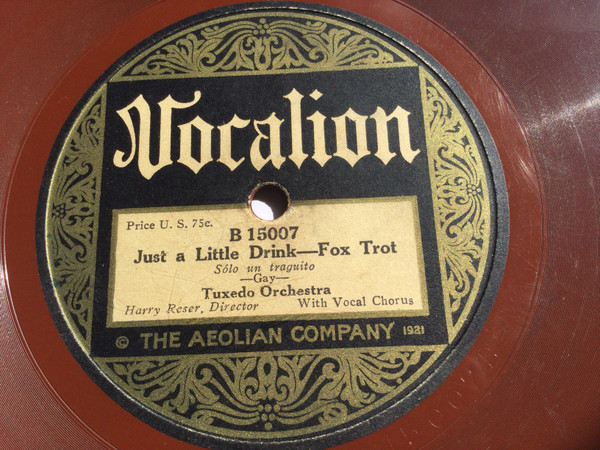 Vocalion
Price U. S. 75c.
B 15007
Just a Little Drink—Fox Trot
Sólo un traguito
—Gay—
Tuxedo Orchestra
Harry Reser, Director With Vocal Chorus
© THE AEOLIAN COMPANY 1921